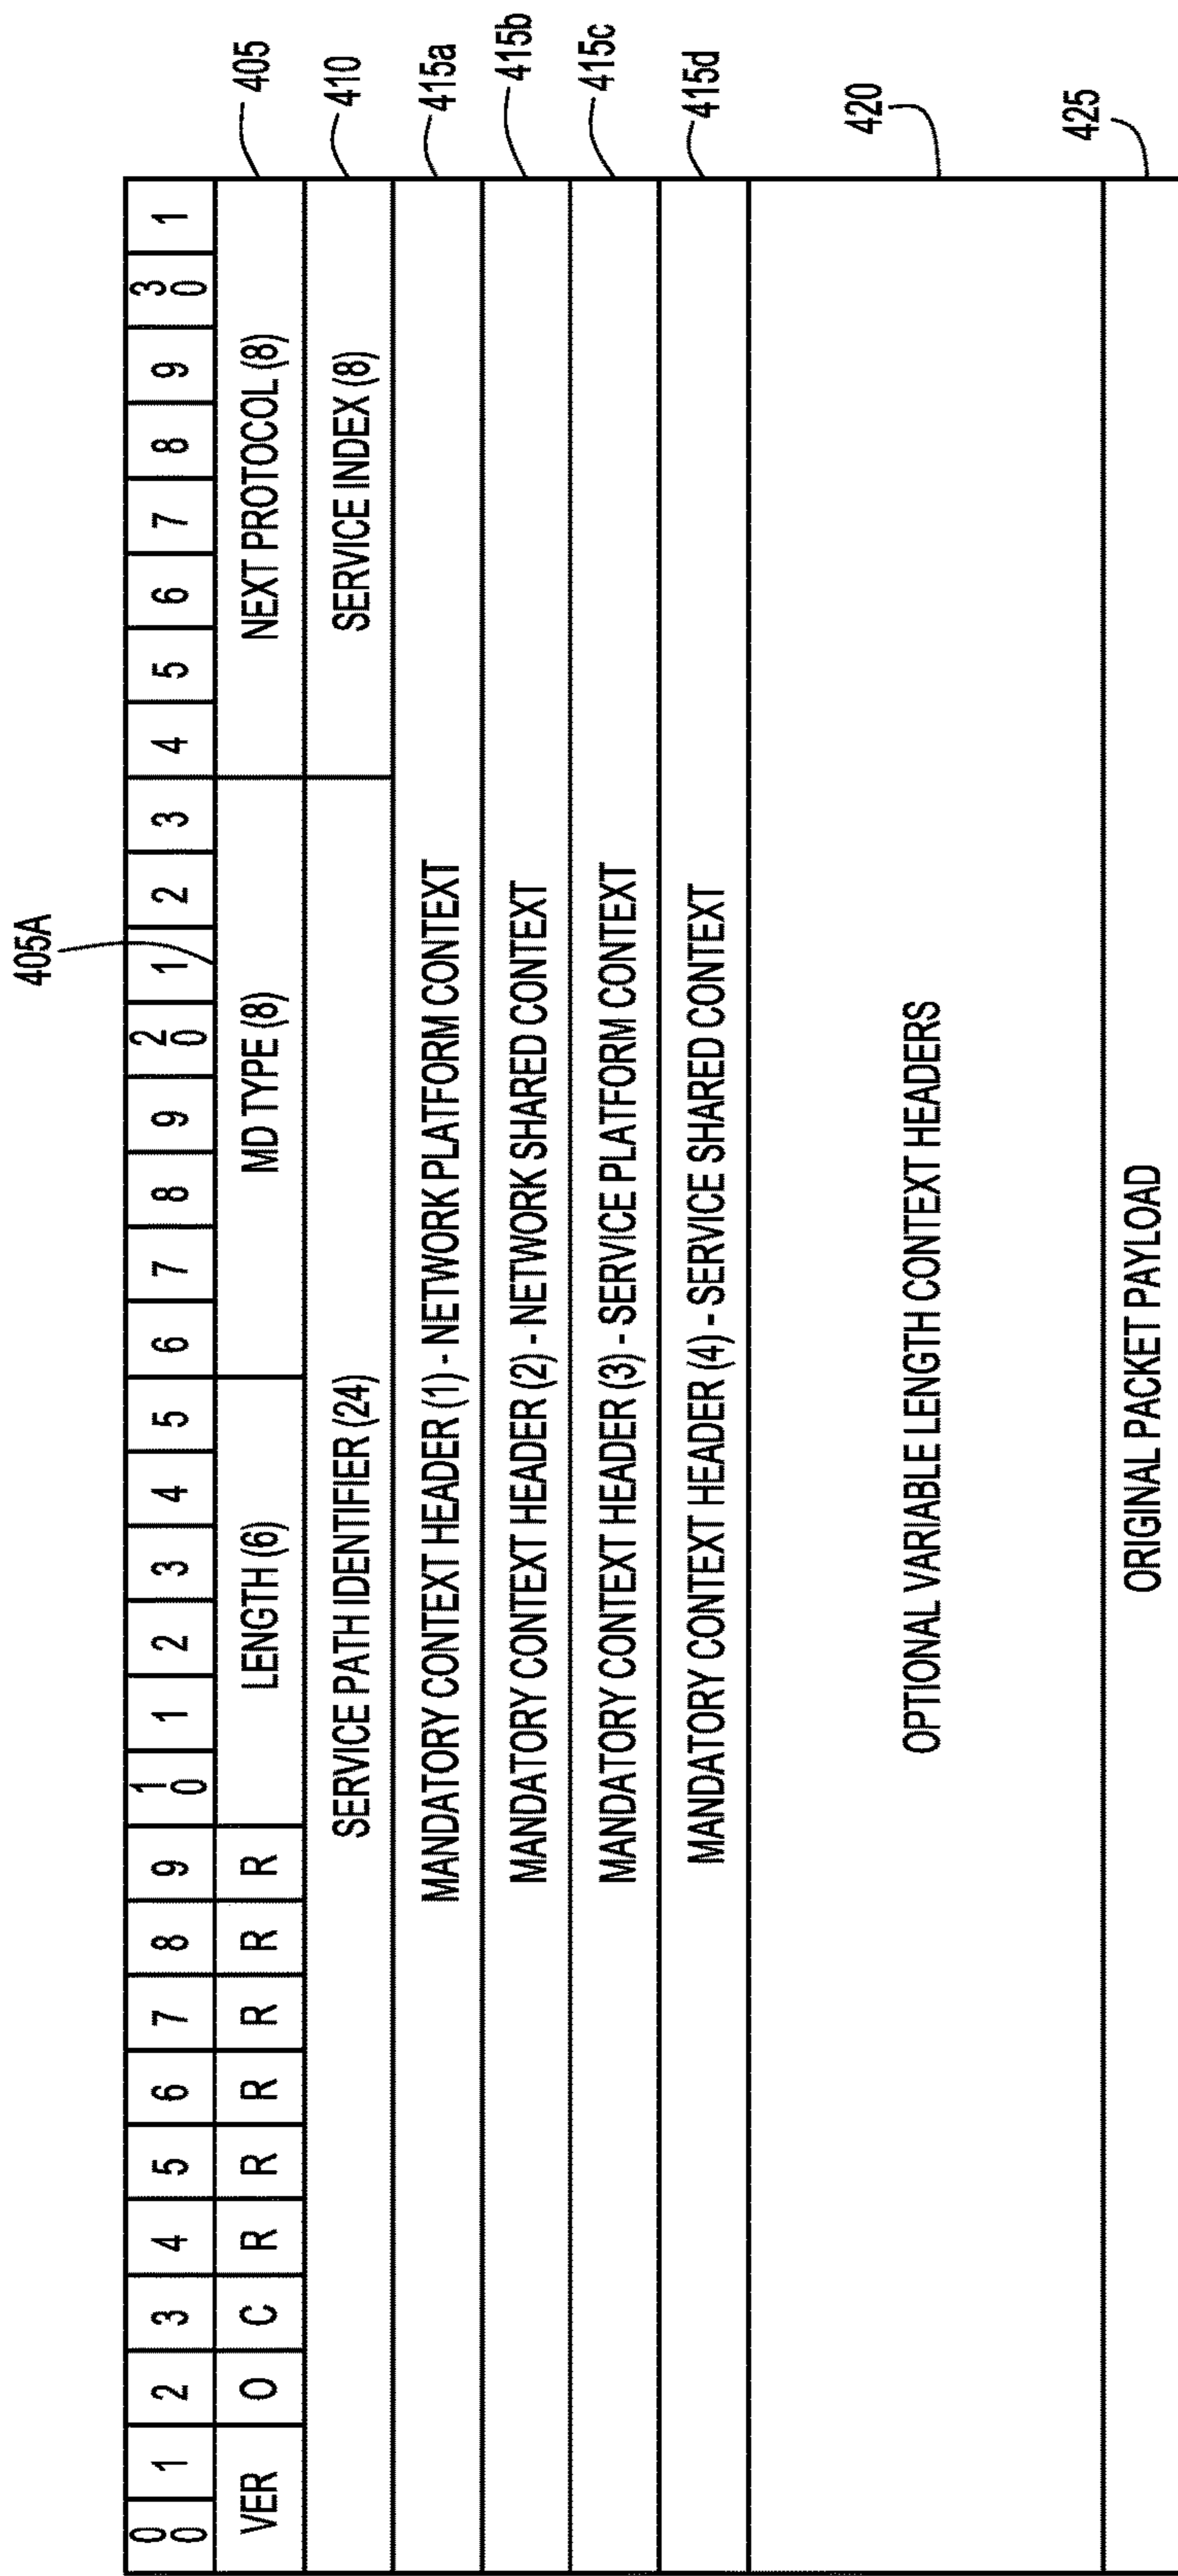 405A
0 1 2 3
0 1 2 3 4 5 6 7 8 9 0 1 2 3 4 5 6 7 8 9 0 1 2 3 4 5 6 7 8 9 0 1
VER O C R R R R R R LENGTH (6) MD TYPE (8) NEXT PROTOCOL (8) 405
SERVICE PATH IDENTIFIER (24) SERVICE INDEX (8) 410
MANDATORY CONTEXT HEADER (1) - NETWORK PLATFORM CONTEXT 415a
MANDATORY CONTEXT HEADER (2) - NETWORK SHARED CONTEXT 415b
MANDATORY CONTEXT HEADER (3) - SERVICE PLATFORM CONTEXT 415c
MANDATORY CONTEXT HEADER (4) - SERVICE SHARED CONTEXT 415d
OPTIONAL VARIABLE LENGTH CONTEXT HEADERS 420
ORIGINAL PACKET PAYLOAD 425